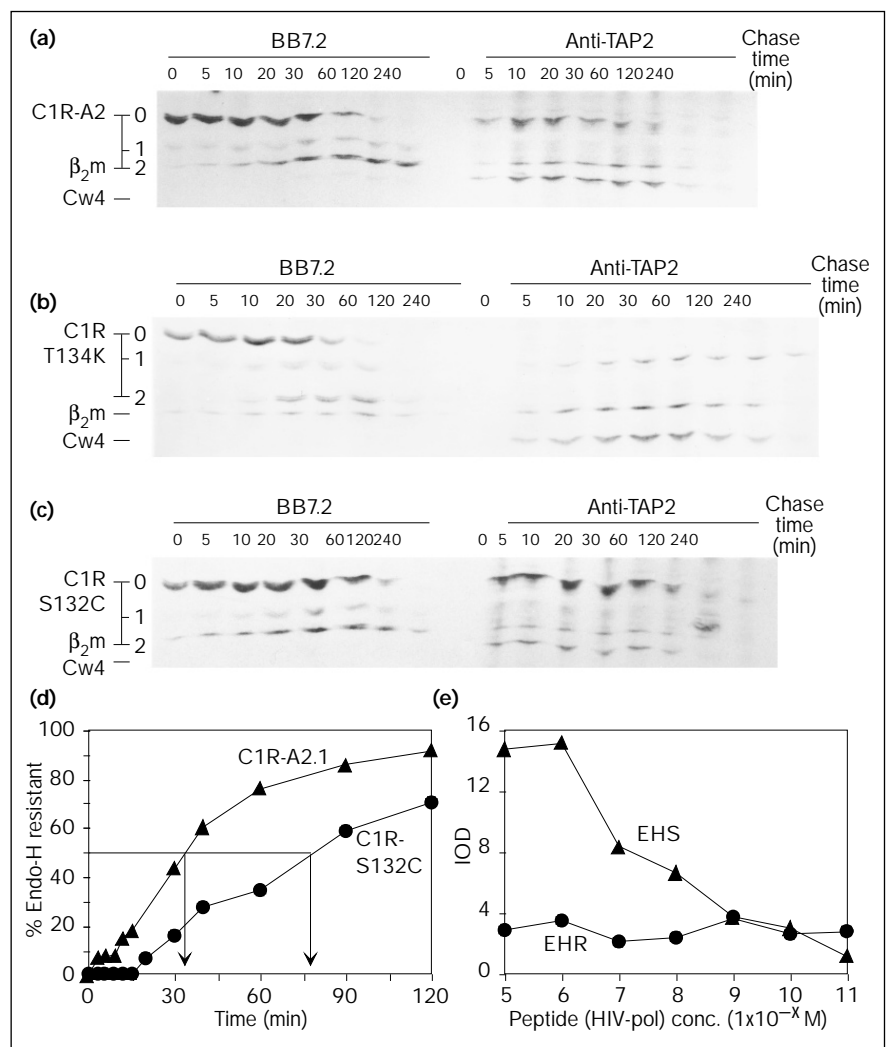 (a)
BB7.2 Anti-TAP2 Chase
time
(min)
0 5 10 20 30 60 120 240 0 5 10 20 30 60 120 240
C1R-A2 0
1
β2m 2
Cw4
(b)
BB7.2 Anti-TAP2 Chase
time
(min)
0 5 10 20 30 60 120 240 0 5 10 20 30 60 120 240
C1R 0
T134K 1
2
β2m
Cw4
(c)
BB7.2 Anti-TAP2 Chase
time
(min)
0 5 10 20 30 60 120 240 0 5 10 20 30 60 120 240
C1R 0
S132C 1
β2m 2
Cw4
(d)
% Endo-H resistant
100
80
60
40
20
0
C1R-A2.1
C1R-
S132C
0 30 60 90 120
Time (min)
(e)
IOD
16
12
8
4
0
EHS
EHR
5 6 7 8 9 10 11
Peptide (HIV-pol) conc. (1x10⁻ˣ M)